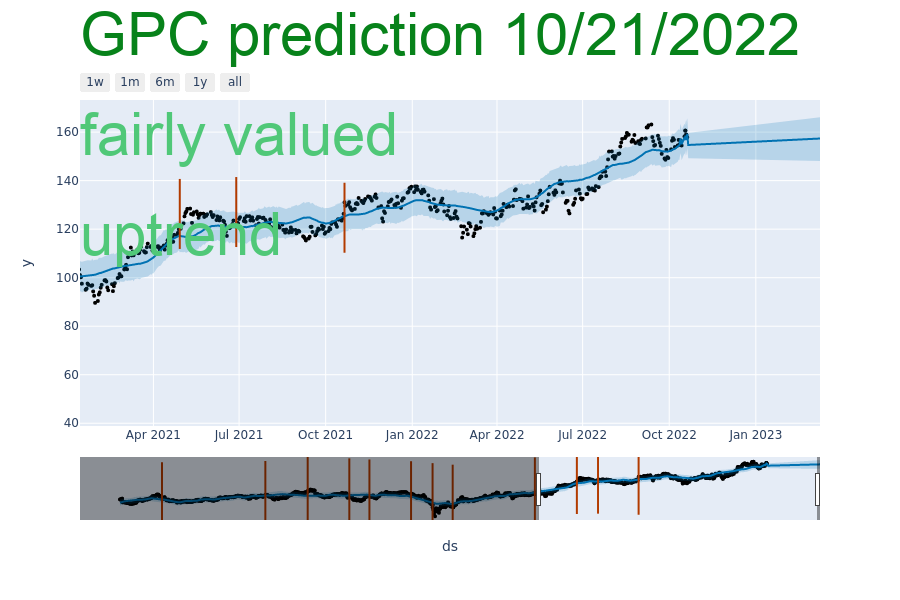 GPC prediction 10/21/2022
1w 1m 6m 1y all
fairly valued
uptrend
160
140
120
100
80
60
40
y
Apr 2021 Jul 2021 Oct 2021 Jan 2022 Apr 2022 Jul 2022 Oct 2022 Jan 2023
ds